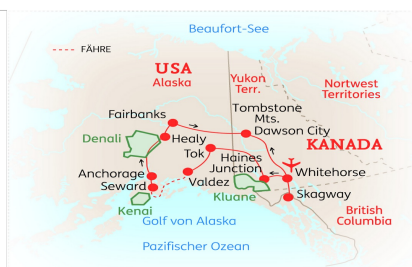 Beaufort-See
FÄHRE
USA
Alaska
Yukon
Terr.
Nortwest
Territories
Fairbanks
Tombstone
Mts.
Dawson City
Denali
Healy
Tok
KANADA
Haines
Junction
Anchorage
Whitehorse
Seward
Valdez
Kluane
Skagway
Kenai
British
Columbia
Golf von Alaska
Pazifischer Ozean